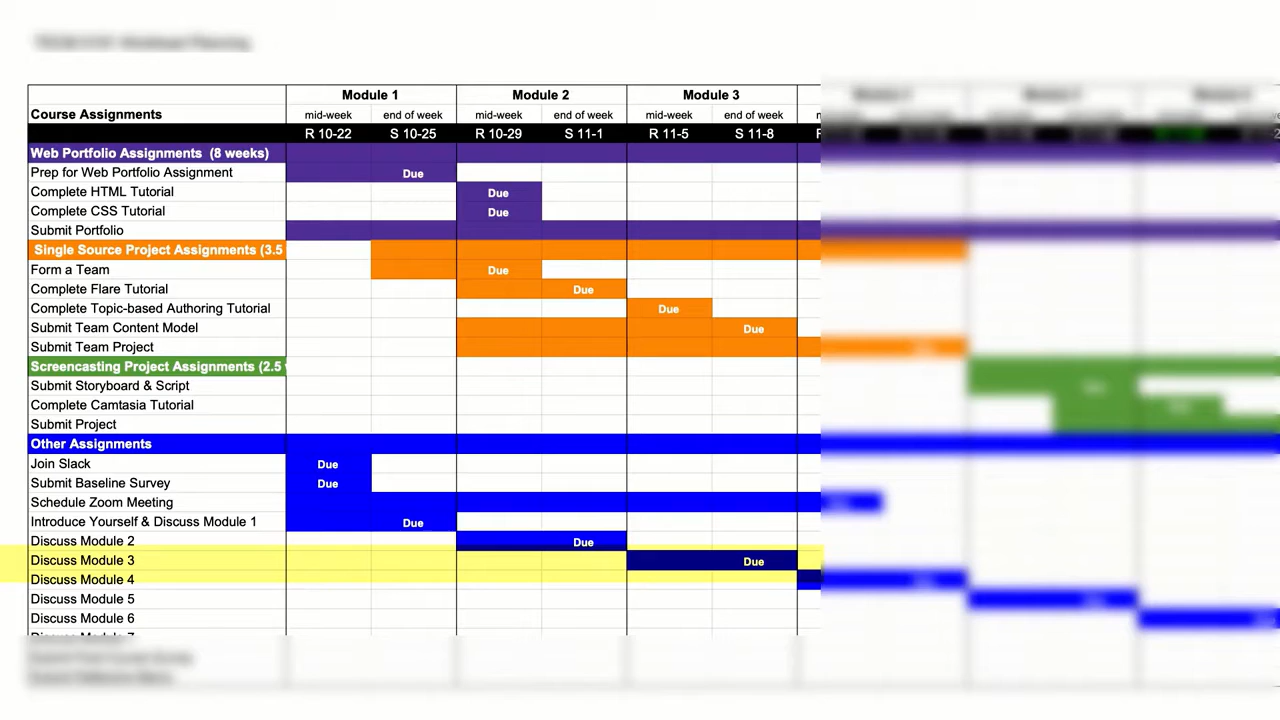 Module 1 Module 2 Module 3
Course Assignments mid-week end of week mid-week end of week mid-week end of week
R 10-22 S 10-25 R 10-29 S 11-1 R 11-5 S 11-8
Web Portfolio Assignments (8 weeks)
Prep for Web Portfolio Assignment Due
Complete HTML Tutorial Due
Complete CSS Tutorial Due
Submit Portfolio
Single Source Project Assignments (3.5
Form a Team Due
Complete Flare Tutorial Due
Complete Topic-based Authoring Tutorial Due
Submit Team Content Model Due
Submit Team Project
Screencasting Project Assignments (2.5
Submit Storyboard & Script
Complete Camtasia Tutorial
Submit Project
Other Assignments
Join Slack Due
Submit Baseline Survey Due
Schedule Zoom Meeting
Introduce Yourself & Discuss Module 1 Due
Discuss Module 2 Due
Discuss Module 3 Due
Discuss Module 4
Discuss Module 5
Discuss Module 6